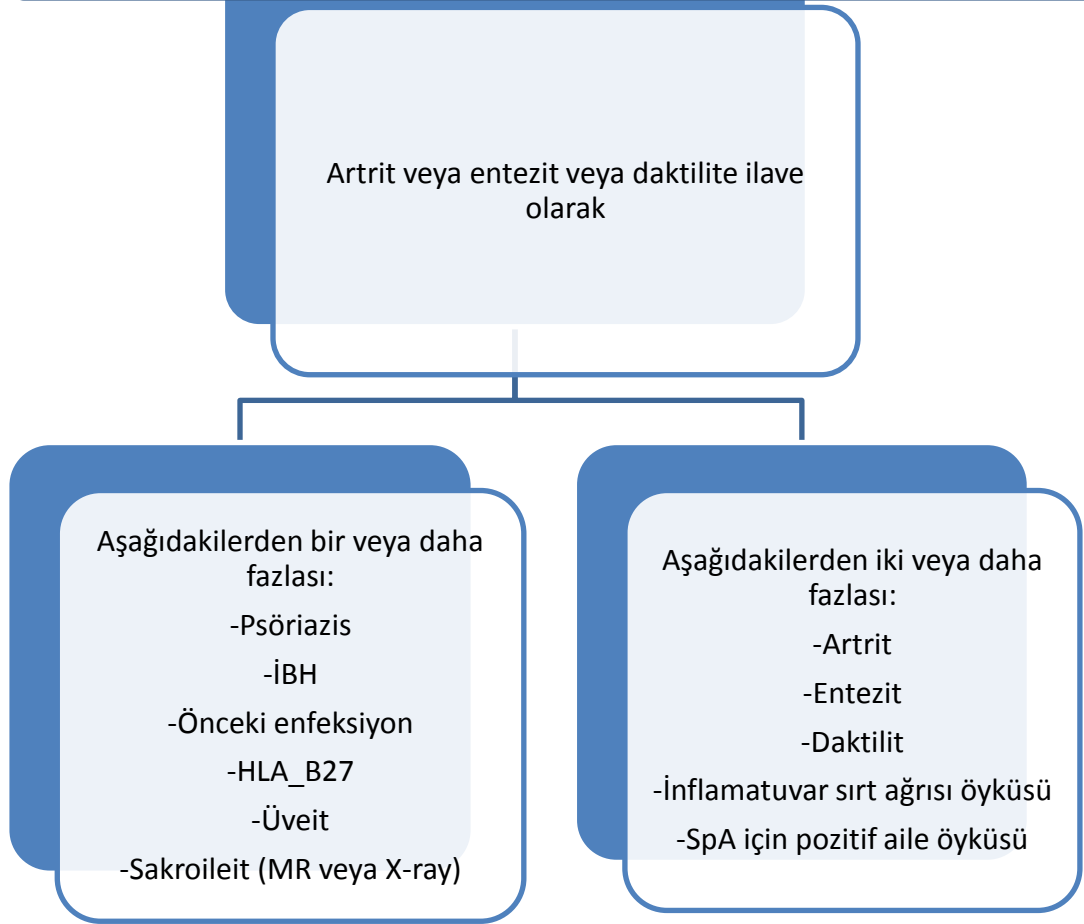 Artrit veya entezit veya daktilite ilave
olarak
Aşağıdakilerden bir veya daha
fazlası:
-Psöriazis
-İBH
-Önceki enfeksiyon
-HLA_B27
-Üveit
-Sakroileit (MR veya X-ray)
Aşağıdakilerden iki veya daha
fazlası:
-Artrit
-Entezit
-Daktilit
-İnflamatuvar sırt ağrısı öyküsü
-SpA için pozitif aile öyküsü